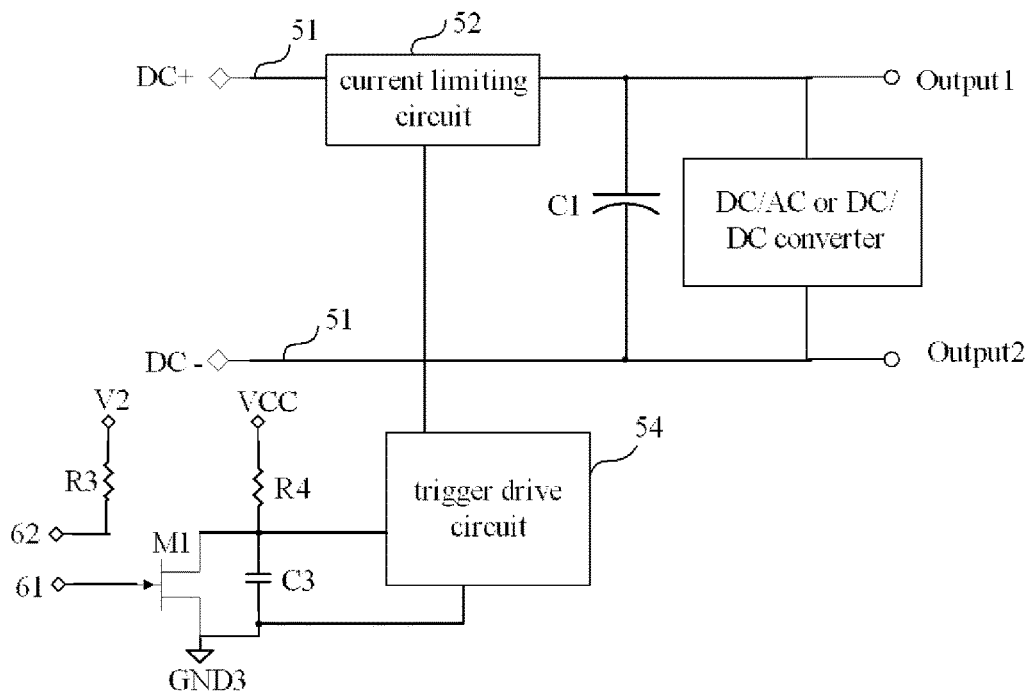 51
52
DC+
current limiting
circuit
Output1
C1
DC/AC or DC/
DC converter
51
DC -
Output2
V2
VCC
54
R3
R4
trigger drive
circuit
62
M1
61
C3
GND3